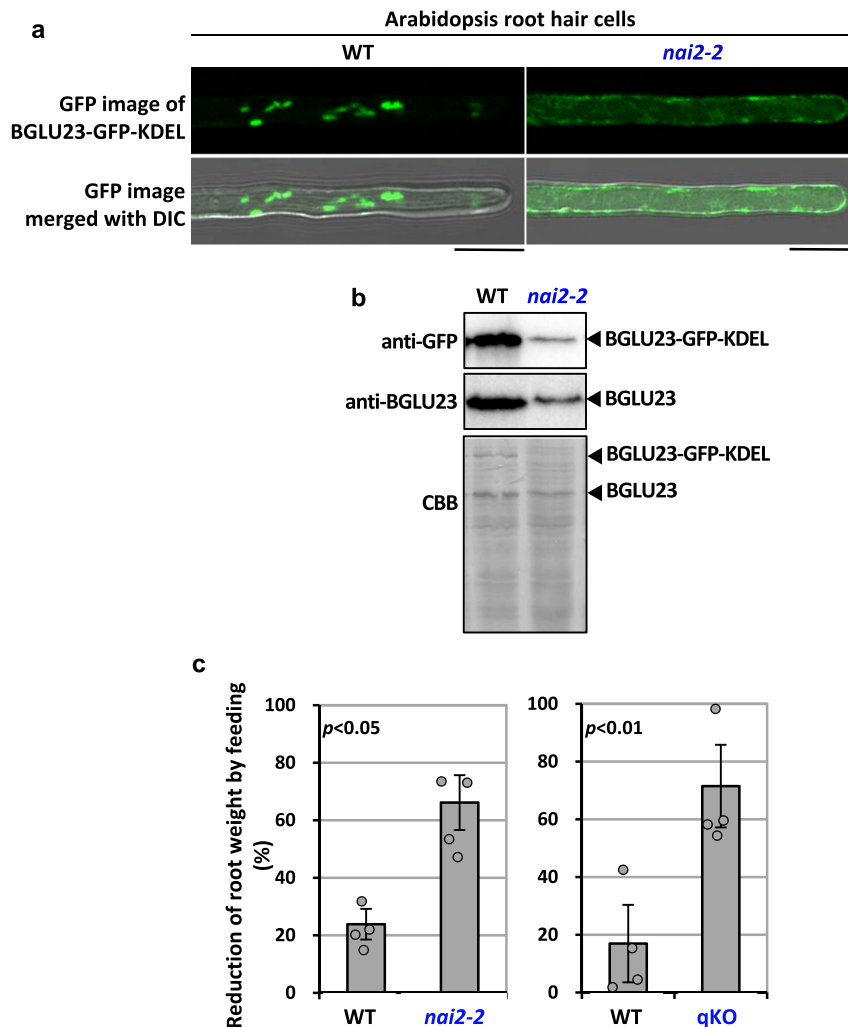 a
Arabidopsis root hair cells
WT nai2-2
GFP image of
BGLU23-GFP-KDEL
GFP image
merged with DIC
b
WT nai2-2
anti-GFP BGLU23-GFP-KDEL
anti-BGLU23 BGLU23
BGLU23-GFP-KDEL
BGLU23
CBB
c
Reduction of root weight by feeding
(%)
100
80
60
40
20
0
p<0.05
WT nai2-2
100
80
60
40
20
0
p<0.01
WT qKO